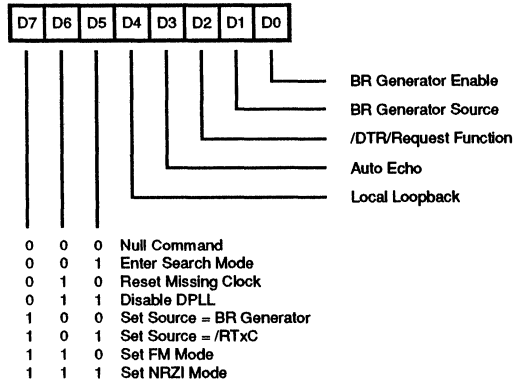 D7 D6 D5 D4 D3 D2 D1 D0
BR Generator Enable
BR Generator Source
/DTR/Request Function
Auto Echo
Local Loopback
0 0 0 Null Command
0 0 1 Enter Search Mode
0 1 0 Reset Missing Clock
0 1 1 Disable DPLL
1 0 0 Set Source = BR Generator
1 0 1 Set Source = /RTxC
1 1 0 Set FM Mode
1 1 1 Set NRZI Mode